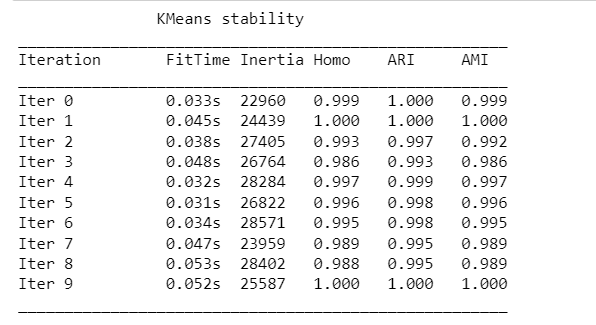 KMeans stability
Iteration FitTime Inertia Homo ARI AMI
Iter 0 0.033s 22960 0.999 1.000 0.999
Iter 1 0.045s 24439 1.000 1.000 1.000
Iter 2 0.038s 27405 0.993 0.997 0.992
Iter 3 0.048s 26764 0.986 0.993 0.986
Iter 4 0.032s 28284 0.997 0.999 0.997
Iter 5 0.031s 26822 0.996 0.998 0.996
Iter 6 0.034s 28571 0.995 0.998 0.995
Iter 7 0.047s 23959 0.989 0.995 0.989
Iter 8 0.053s 28402 0.988 0.995 0.989
Iter 9 0.052s 25587 1.000 1.000 1.000